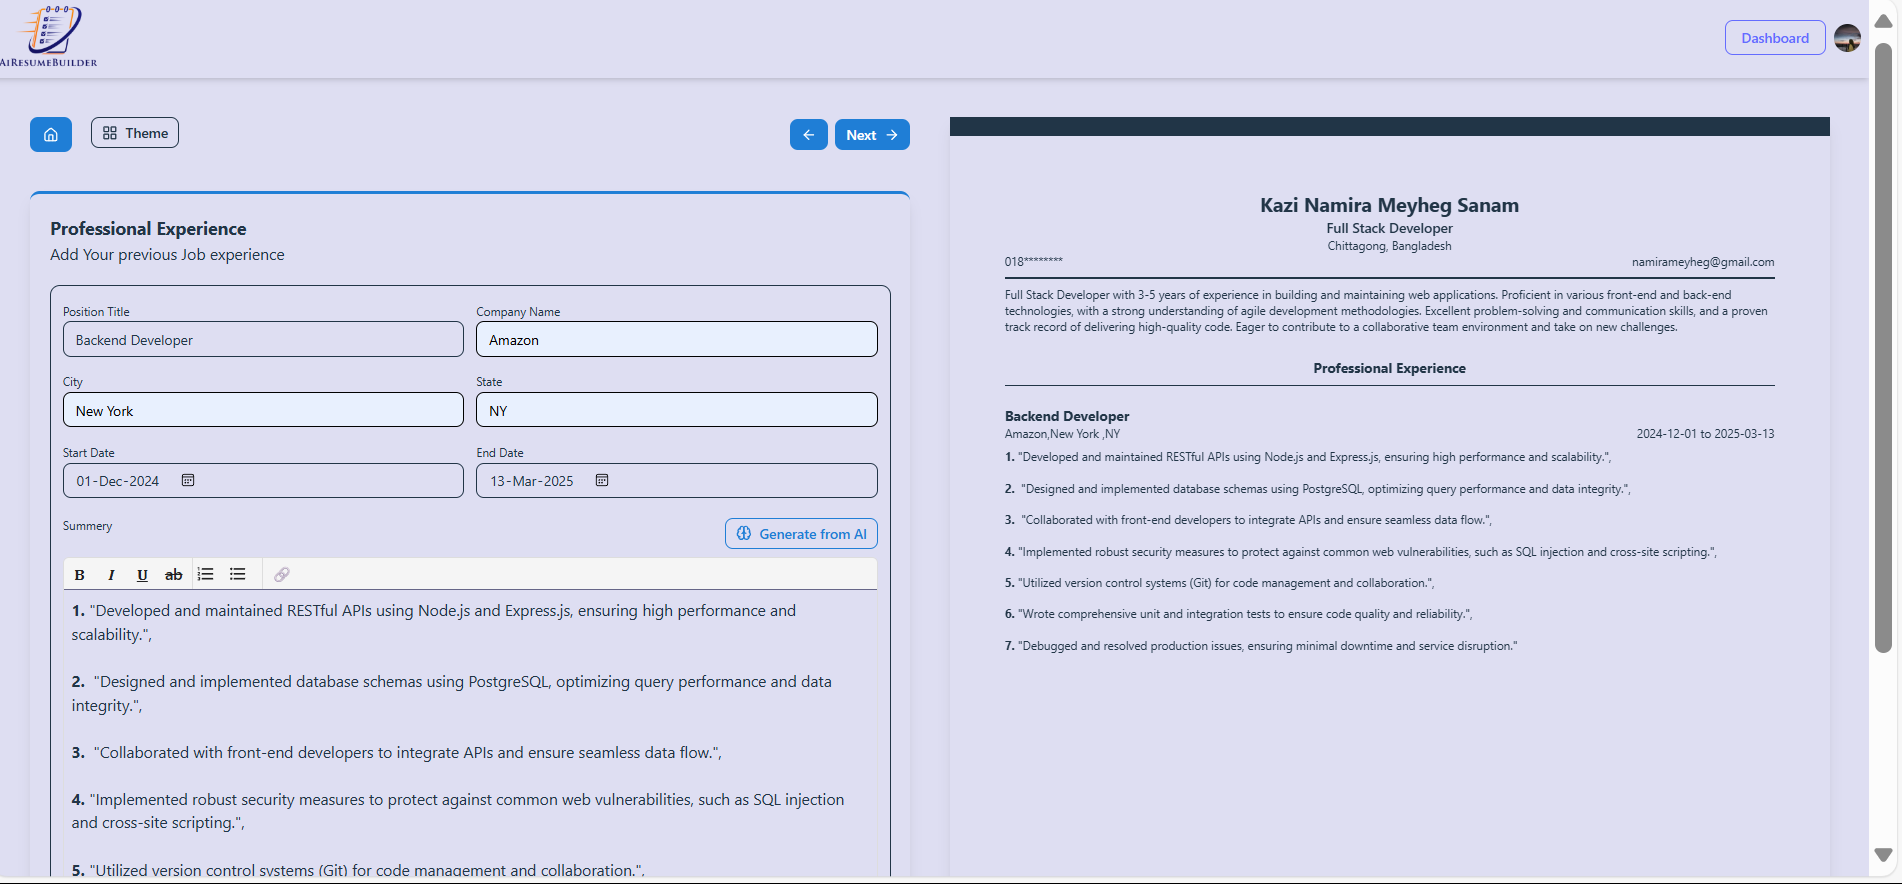 AIRESUMEBUILDER
Dashboard
Theme
Next
Professional Experience
Add Your previous Job experience
Position Title
Company Name
Backend Developer
Amazon
City
State
New York
NY
Start Date
End Date
01-Dec-2024
13-Mar-2025
Summery
Generate from AI
B I U ab
1. "Developed and maintained RESTful APIs using Node.js and Express.js, ensuring high performance and
scalability.",
2. "Designed and implemented database schemas using PostgreSQL, optimizing query performance and data
integrity.",
3. "Collaborated with front-end developers to integrate APIs and ensure seamless data flow.",
4. "Implemented robust security measures to protect against common web vulnerabilities, such as SQL injection
and cross-site scripting.",
5. "Utilized version control systems (Git) for code management and collaboration.",
Kazi Namira Meyheg Sanam
Full Stack Developer
Chittagong, Bangladesh
018********
namirameyheg@gmail.com
Full Stack Developer with 3-5 years of experience in building and maintaining web applications. Proficient in various front-end and back-end
technologies, with a strong understanding of agile development methodologies. Excellent problem-solving and communication skills, and a proven
track record of delivering high-quality code. Eager to contribute to a collaborative team environment and take on new challenges.
Professional Experience
Backend Developer
Amazon,New York ,NY
2024-12-01 to 2025-03-13
1. "Developed and maintained RESTful APIs using Node.js and Express.js, ensuring high performance and scalability.",
2. "Designed and implemented database schemas using PostgreSQL, optimizing query performance and data integrity.",
3. "Collaborated with front-end developers to integrate APIs and ensure seamless data flow.",
4. "Implemented robust security measures to protect against common web vulnerabilities, such as SQL injection and cross-site scripting.",
5. "Utilized version control systems (Git) for code management and collaboration.",
6. "Wrote comprehensive unit and integration tests to ensure code quality and reliability.",
7. "Debugged and resolved production issues, ensuring minimal downtime and service disruption."